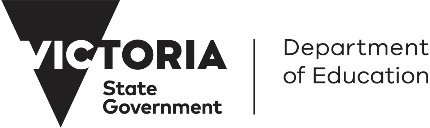 VICTORIA
State
Government
Department
of Education